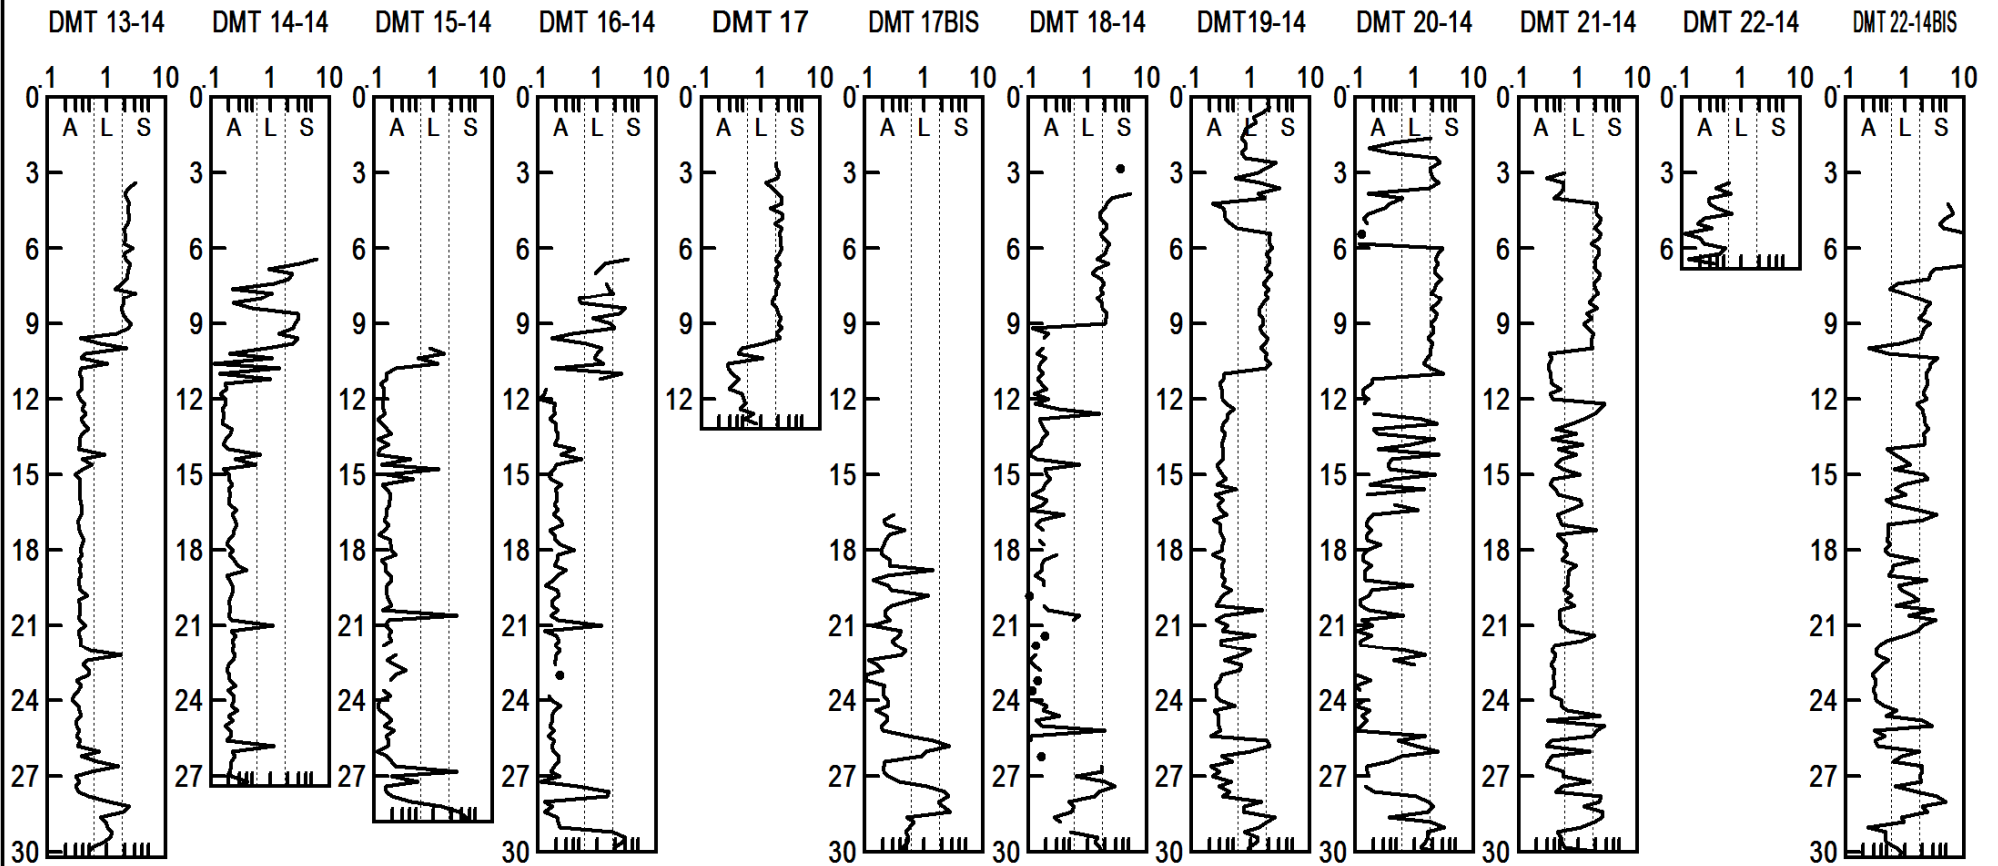 DMT 13-14 DMT 14-14 DMT 15-14 DMT 16-14 DMT 17 DMT 17BIS DMT 18-14 DMT19-14 DMT 20-14 DMT 21-14 DMT 22-14 DMT 22-14BIS
.1 1 10 .1 1 10 .1 1 10 .1 1 10 .1 1 10 .1 1 10 .1 1 10 .1 1 10 .1 1 10 .1 1 10 .1 1 10 .1 1 10
0 0 0 0 0 0 0 0 0 0 0 0
A L S A L S A L S A L S A L S A L S A L S A L S A L S A L S A L S A L S
3 3 3 3 3 3 3 3 3 3 3 3
6 6 6 6 6 6 6 6 6 6 6 6
9 9 9 9 9 9 9 9 9 9 9
12 12 12 12 12 12 12 12 12 12 12
15 15 15 15 15 15 15 15 15 15
18 18 18 18 18 18 18 18 18 18
21 21 21 21 21 21 21 21 21 21
24 24 24 24 24 24 24 24 24 24
27 27 27 27 27 27 27 27 27 27
30 30 30 30 30 30 30 30